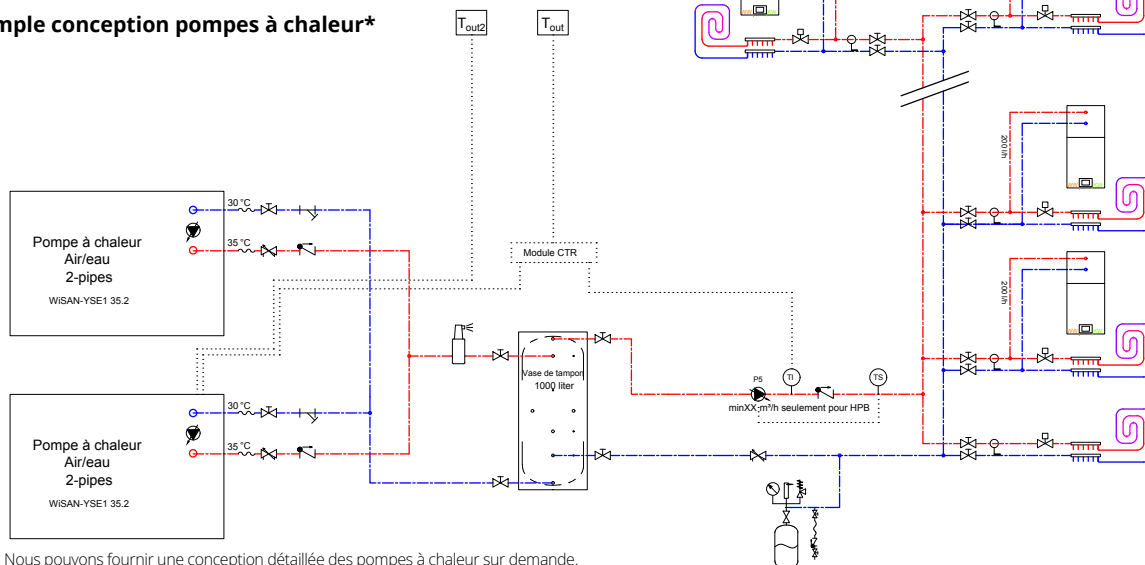 mple conception pompes à chaleur*
Tout2
Tout
200 l/h
30°C
35°C
Pompe à chaleur
Air/eau
2-pipes
WiSAN-YSE1 35.2
Module CTR
200 l/h
Vase de tampon
1000 liter
P5
TI
TS
minXX m³/h seulement pour HPB
30°C
35°C
Pompe à chaleur
Air/eau
2-pipes
WiSAN-YSE1 35.2
Nous pouvons fournir une conception détaillée des pompes à chaleur sur demande.